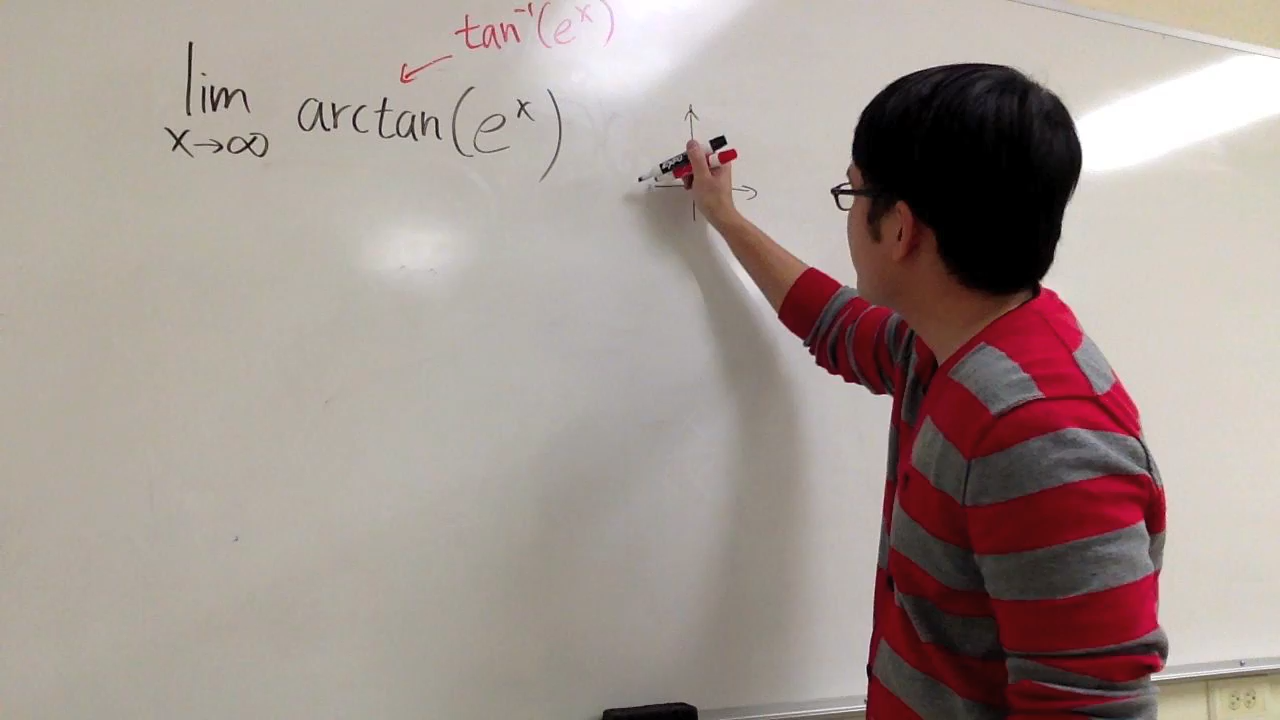 tan⁻¹(eˣ)
lim arctan(eˣ)
x→∞